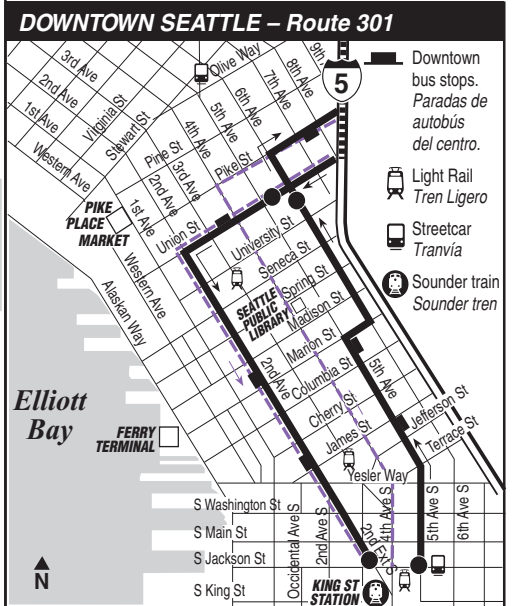 DOWNTOWN SEATTLE – Route 301
3rd Ave
2nd Ave
1st Ave
Western Ave
Virginia St
Stewart St
Olive Way
9th Ave
8th Ave
7th Ave
6th Ave
5th Ave
4th Ave
3rd Ave
2nd Ave
1st Ave
Pine St
Pike St
5
Downtown
bus stops.
Paradas de
autobús
del centro.
Light Rail
Tren Ligero
Streetcar
Tranvía
Sounder train
Sounder tren
PIKE
PLACE
MARKET
Union St
University St
Seneca St
Spring St
Madison St
Marion St
Columbia St
Cherry St
James St
Yesler Way
Western Ave
Alaskan Way
SEATTLE
PUBLIC
LIBRARY
2nd Ave
5th Ave
Jefferson St
Terrace St
Elliott
Bay
FERRY
TERMINAL
S Washington St
S Main St
S Jackson St
S King St
Occidental Ave S
2nd Ave S
2nd Ext S
4th Ave S
5th Ave S
6th Ave S
KING ST
STATION
N